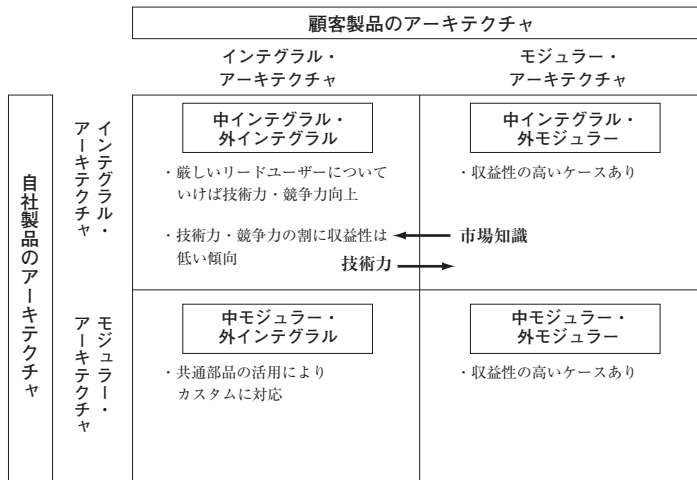 顧客製品のアーキテクチャ
インテグラル・
アーキテクチャ
モジュラー・
アーキテクチャ
自社製品のアーキテクチャ
インテグラル・
アーキテクチャ
中インテグラル・
外インテグラル
・厳しいリードユーザーについて
いけば技術力・競争力向上
・技術力・競争力の割に収益性は
低い傾向
中インテグラル・
外モジュラー
・収益性の高いケースあり
市場知識
技術力
モジュラー・
アーキテクチャ
中モジュラー・
外インテグラル
・共通部品の活用により
カスタムに対応
中モジュラー・
外モジュラー
・収益性の高いケースあり